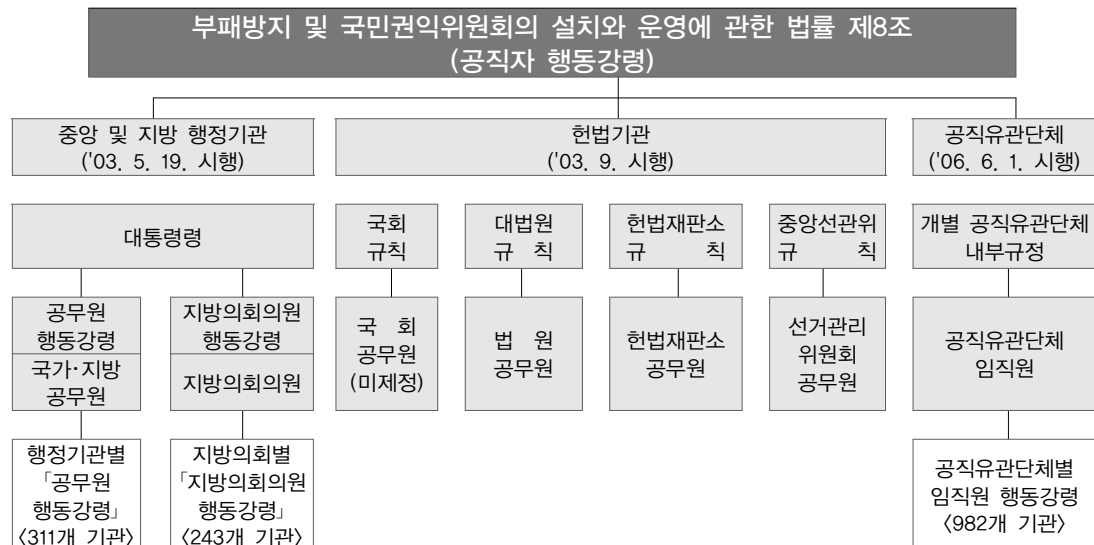 부패방지 및 국민권익위원회의 설치와 운영에 관한 법률 제8조
(공직자 행동강령)
중앙 및 지방 행정기관
('03. 5. 19. 시행)
헌법기관
('03. 9. 시행)
공직유관단체
('06. 6. 1. 시행)
대통령령
국회
규칙
대법원
규 칙
헌법재판소
규 칙
중앙선관위
규 칙
개별 공직유관단체
내부규정
공무원
행동강령
국가·지방
공무원
지방의회의원
행동강령
지방의회의원
국 회
공무원
(미제정)
법 원
공무원
헌법재판소
공무원
선거관리
위원회
공무원
공직유관단체
임직원
행정기관별
「공무원
행동강령」
〈311개 기관〉
지방의회별
「지방의회의원
행동강령」
〈243개 기관〉
공직유관단체별
임직원 행동강령
〈982개 기관〉